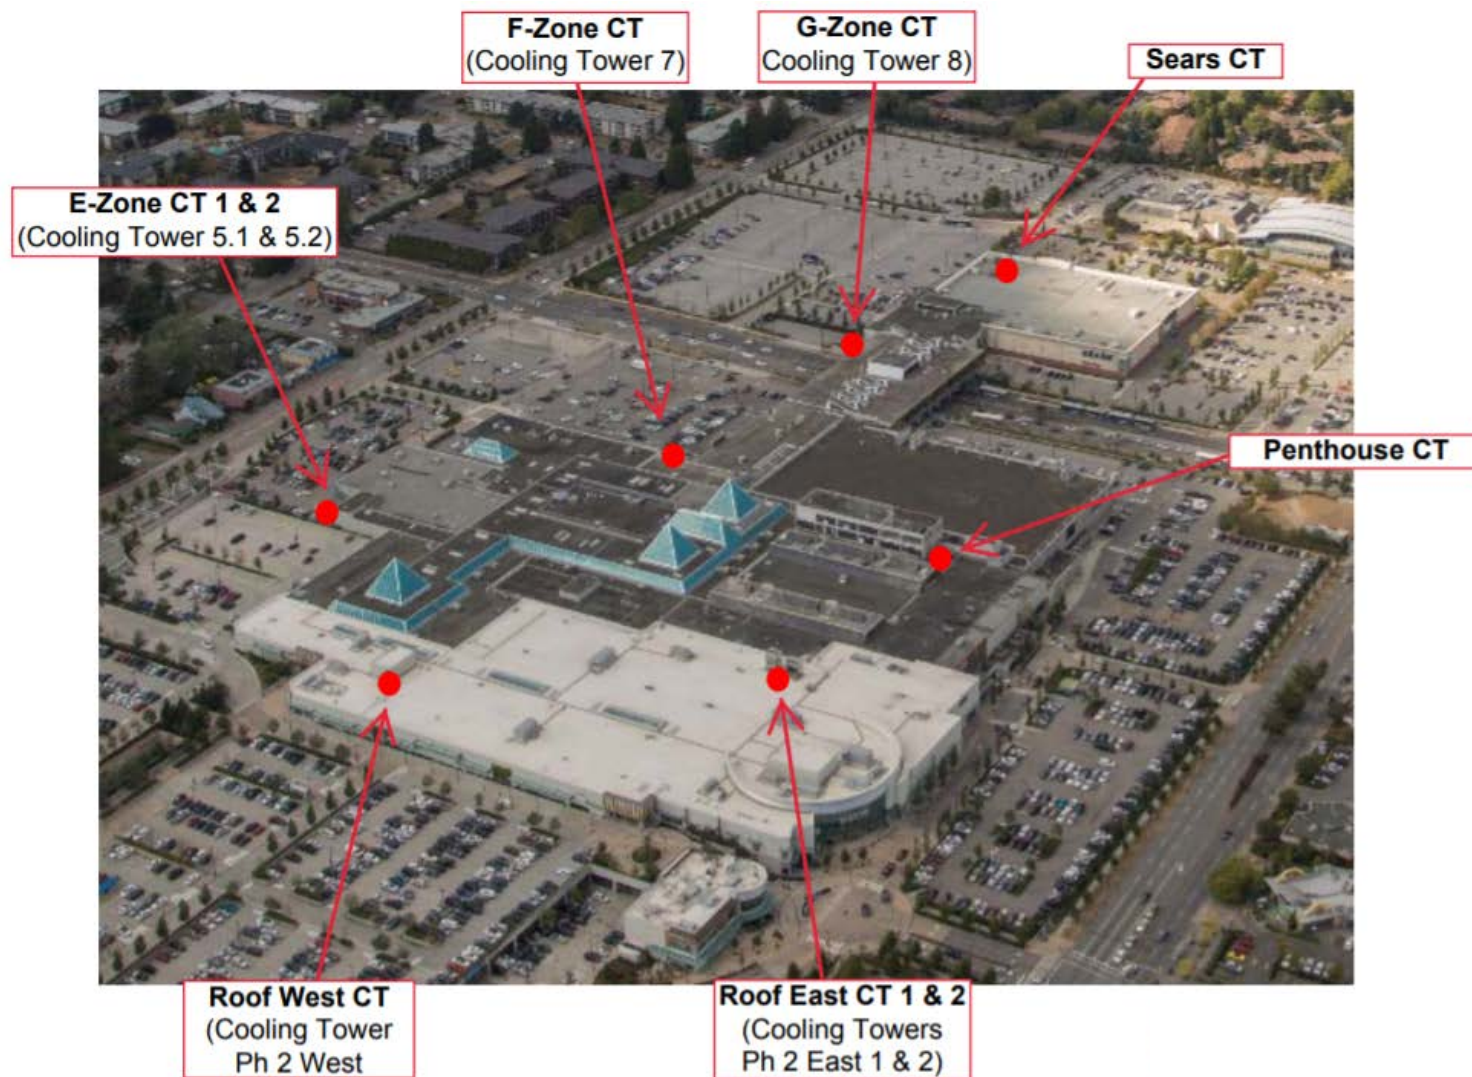 F-Zone CT
(Cooling Tower 7)
G-Zone CT
Cooling Tower 8)
Sears CT
E-Zone CT 1 & 2
(Cooling Tower 5.1 & 5.2)
Penthouse CT
Roof West CT
(Cooling Tower
Ph 2 West
Roof East CT 1 & 2
(Cooling Towers
Ph 2 East 1 & 2)